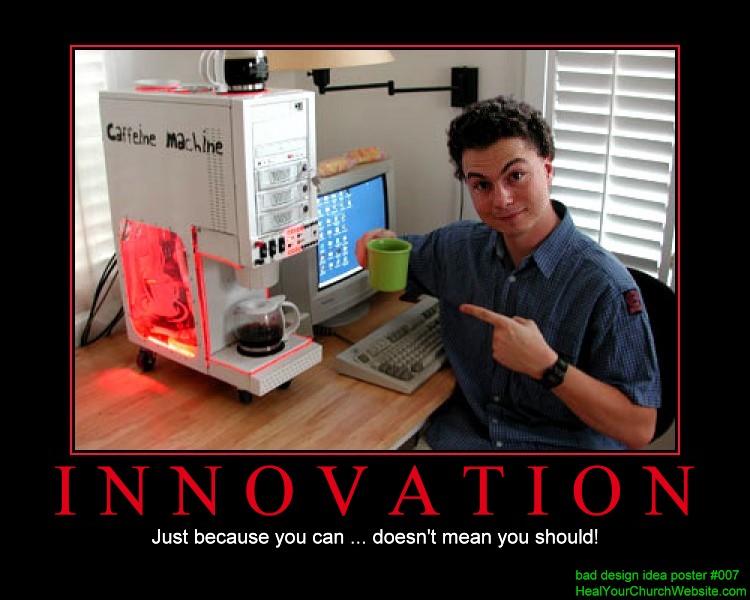 Caffeine machine
INNOVATION
Just because you can ... doesn't mean you should!
bad design idea poster #007
HealYourChurchWebsite.com